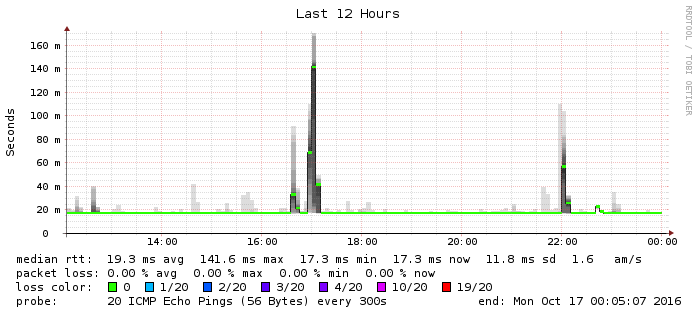 Last 12 Hours
RRDTOOL / TOBI OETIKER
Seconds
160 m
140 m
120 m
100 m
80 m
60 m
40 m
20 m
0
14:00 16:00 18:00 20:00 22:00 00:00
median rtt: 19.3 ms avg 141.6 ms max 17.3 ms min 17.3 ms now 11.8 ms sd 1.6 am/s
packet loss: 0.00 % avg 0.00 % max 0.00 % min 0.00 % now
loss color: 0 1/20 2/20 3/20 4/20 10/20 19/20
probe: 20 ICMP Echo Pings (56 Bytes) every 300s end: Mon Oct 17 00:05:07 2016